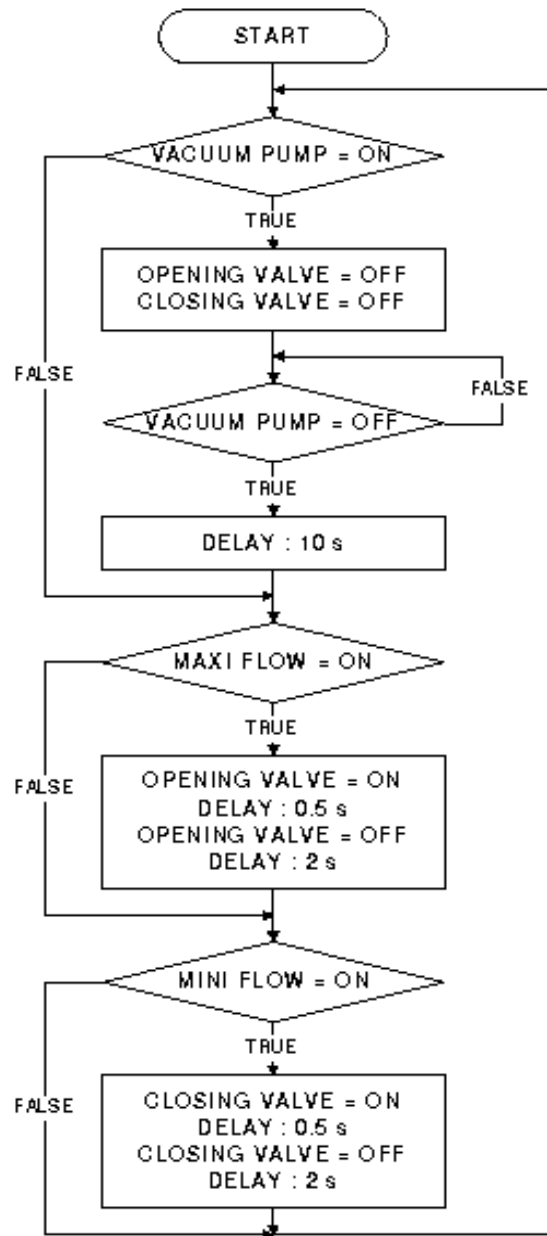 START
VACUUM PUMP = ON
TRUE
OPENING VALVE = OFF
CLOSING VALVE = OFF
FALSE
FALSE
VACUUM PUMP = OFF
TRUE
DELAY : 10 s
MAXI FLOW = ON
TRUE
FALSE
OPENING VALVE = ON
DELAY : 0.5 s
OPENING VALVE = OFF
DELAY : 2 s
MINI FLOW = ON
TRUE
FALSE
CLOSING VALVE = ON
DELAY : 0.5 s
CLOSING VALVE = OFF
DELAY : 2 s